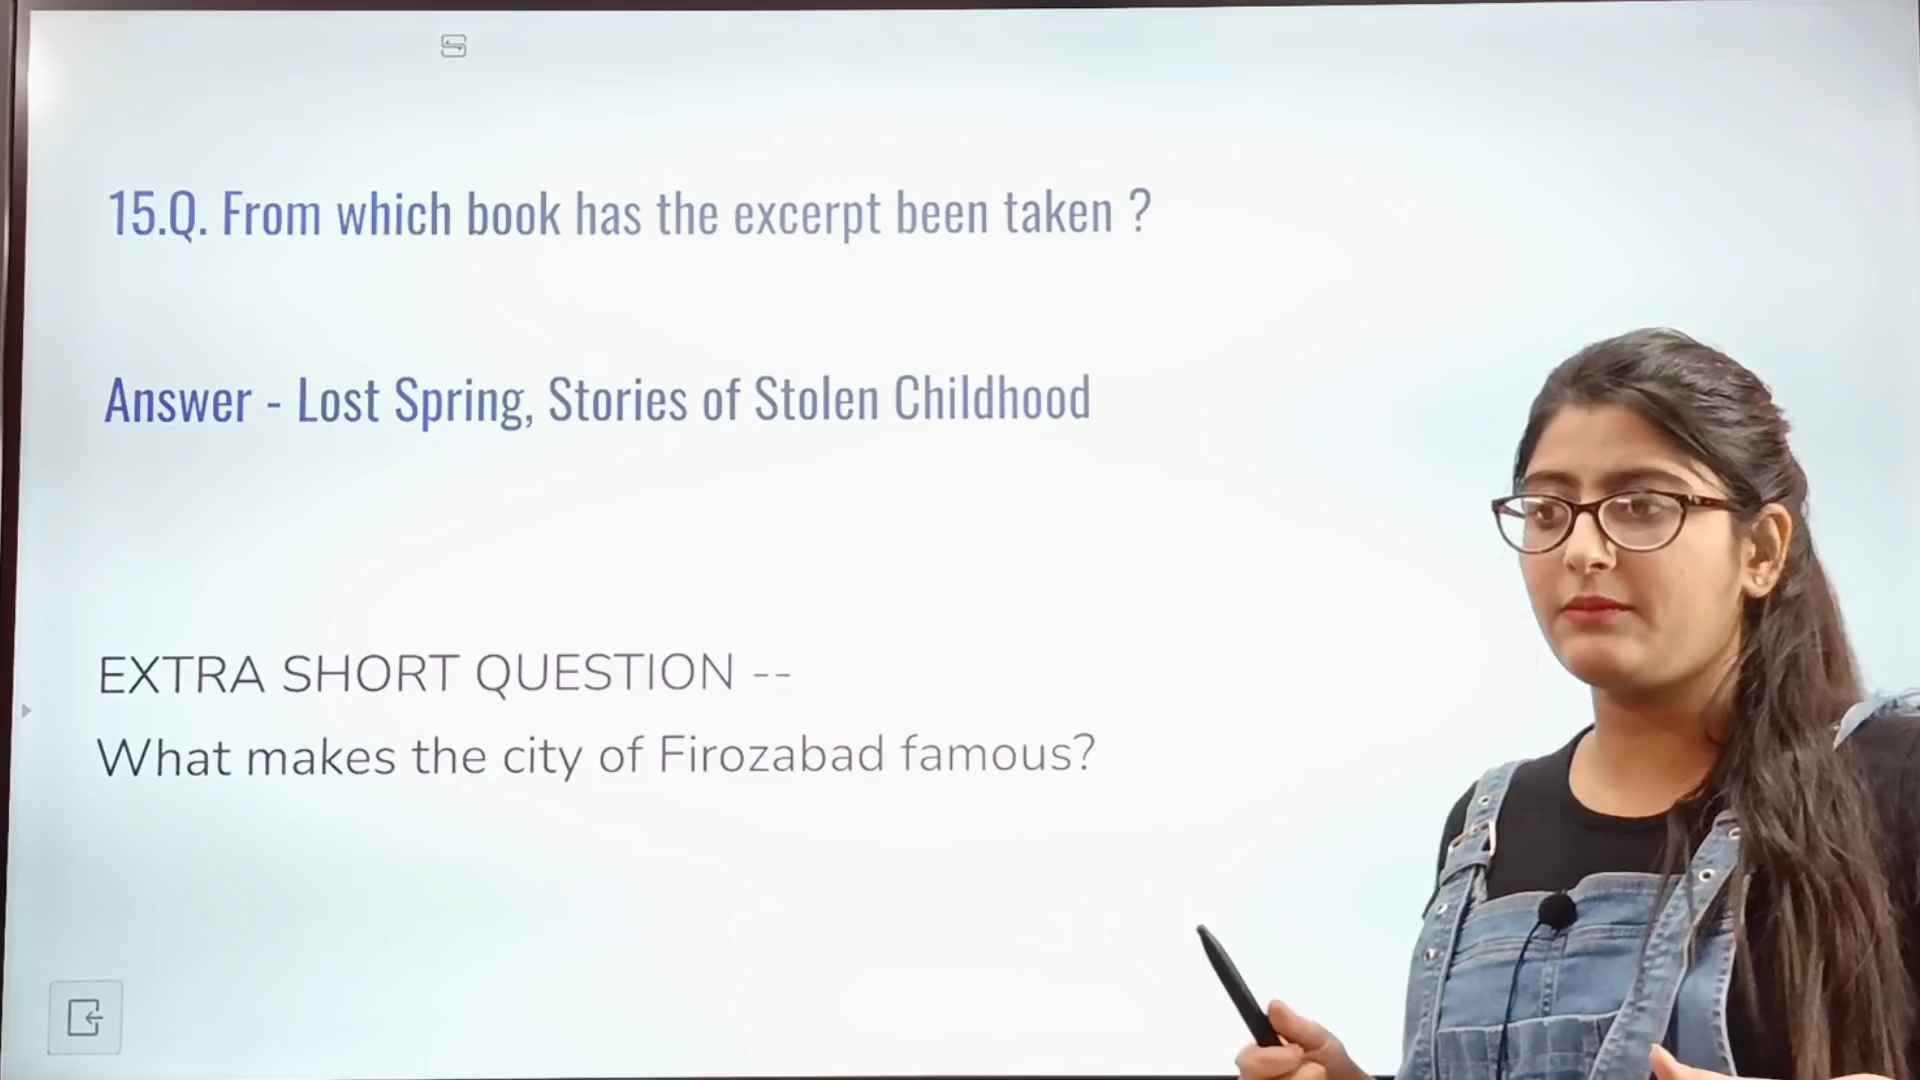 15.Q. From which book has the excerpt been taken ?
Answer - Lost Spring, Stories of Stolen Childhood
EXTRA SHORT QUESTION --
What makes the city of Firozabad famous?